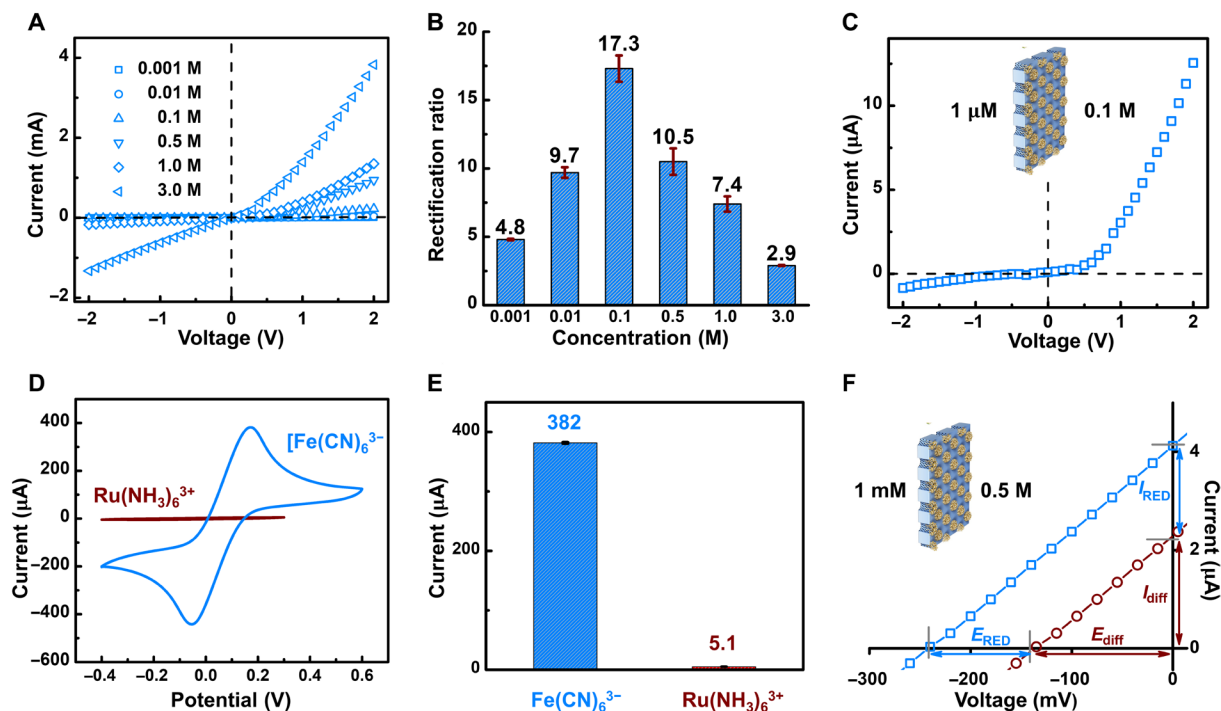 A
Current (mA)
4
2
0
−2
0.001 M
0.01 M
0.1 M
0.5 M
1.0 M
3.0 M
−2 −1 0 1 2
Voltage (V)
B
Rectification ratio
20
15
10
5
0
4.8
9.7
17.3
10.5
7.4
2.9
0.001 0.01 0.1 0.5 1.0 3.0
Concentration (M)
C
Current (μA)
10
5
0
1 μM
0.1 M
−2 −1 0 1 2
Voltage (V)
D
Current (μA)
400
200
0
−200
−400
−600
[Fe(CN)₆³⁻
Ru(NH₃)₆³⁺
−0.4 −0.2 0.0 0.2 0.4 0.6
Potential (V)
E
Current (μA)
400
200
0
382
5.1
Fe(CN)₆³⁻ Ru(NH₃)₆³⁺
F
1 mM
0.5 M
4
2
0
Current (μA)
I_RED
I_diff
E_RED
E_diff
−300 −200 −100 0
Voltage (mV)